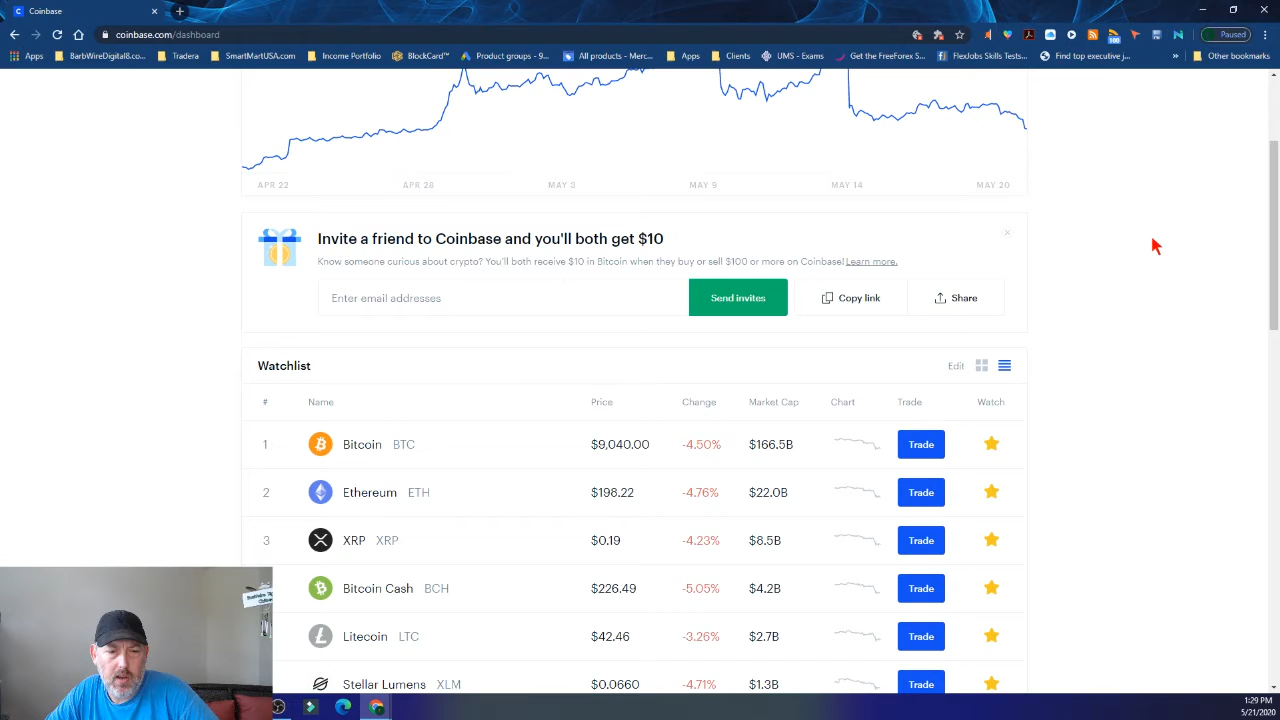 Coinbase
coinbase.com/dashboard
Paused
Apps
BarbWireDigital8.co...
Tradera
SmartMartUSA.com
Income Portfolio
BlockCard™
Product groups - 9...
All products - Merc...
Apps
Clients
UMS - Exams
Get the FreeForex S...
FlexJobs Skills Tests...
Find top executive j...
»
Other bookmarks
APR 22 APR 28 MAY 3 MAY 9 MAY 14 MAY 20
Invite a friend to Coinbase and you'll both get $10
Know someone curious about crypto? You'll both receive $10 in Bitcoin when they buy or sell $100 or more on Coinbase! Learn more.
Enter email addresses
Send invites
Copy link
Share
Watchlist
Edit
# Name Price Change Market Cap Chart Trade Watch
1 Bitcoin BTC $9,040.00 -4.50% $166.5B Trade
2 Ethereum ETH $198.22 -4.76% $22.0B Trade
3 XRP XRP $0.19 -4.23% $8.5B Trade
Bitcoin Cash BCH $226.49 -5.05% $4.2B Trade
Litecoin LTC $42.46 -3.26% $2.7B Trade
Stellar Lumens XLM $0.0660 -4.71% $1.3B Trade
1:29 PM
5/21/2020